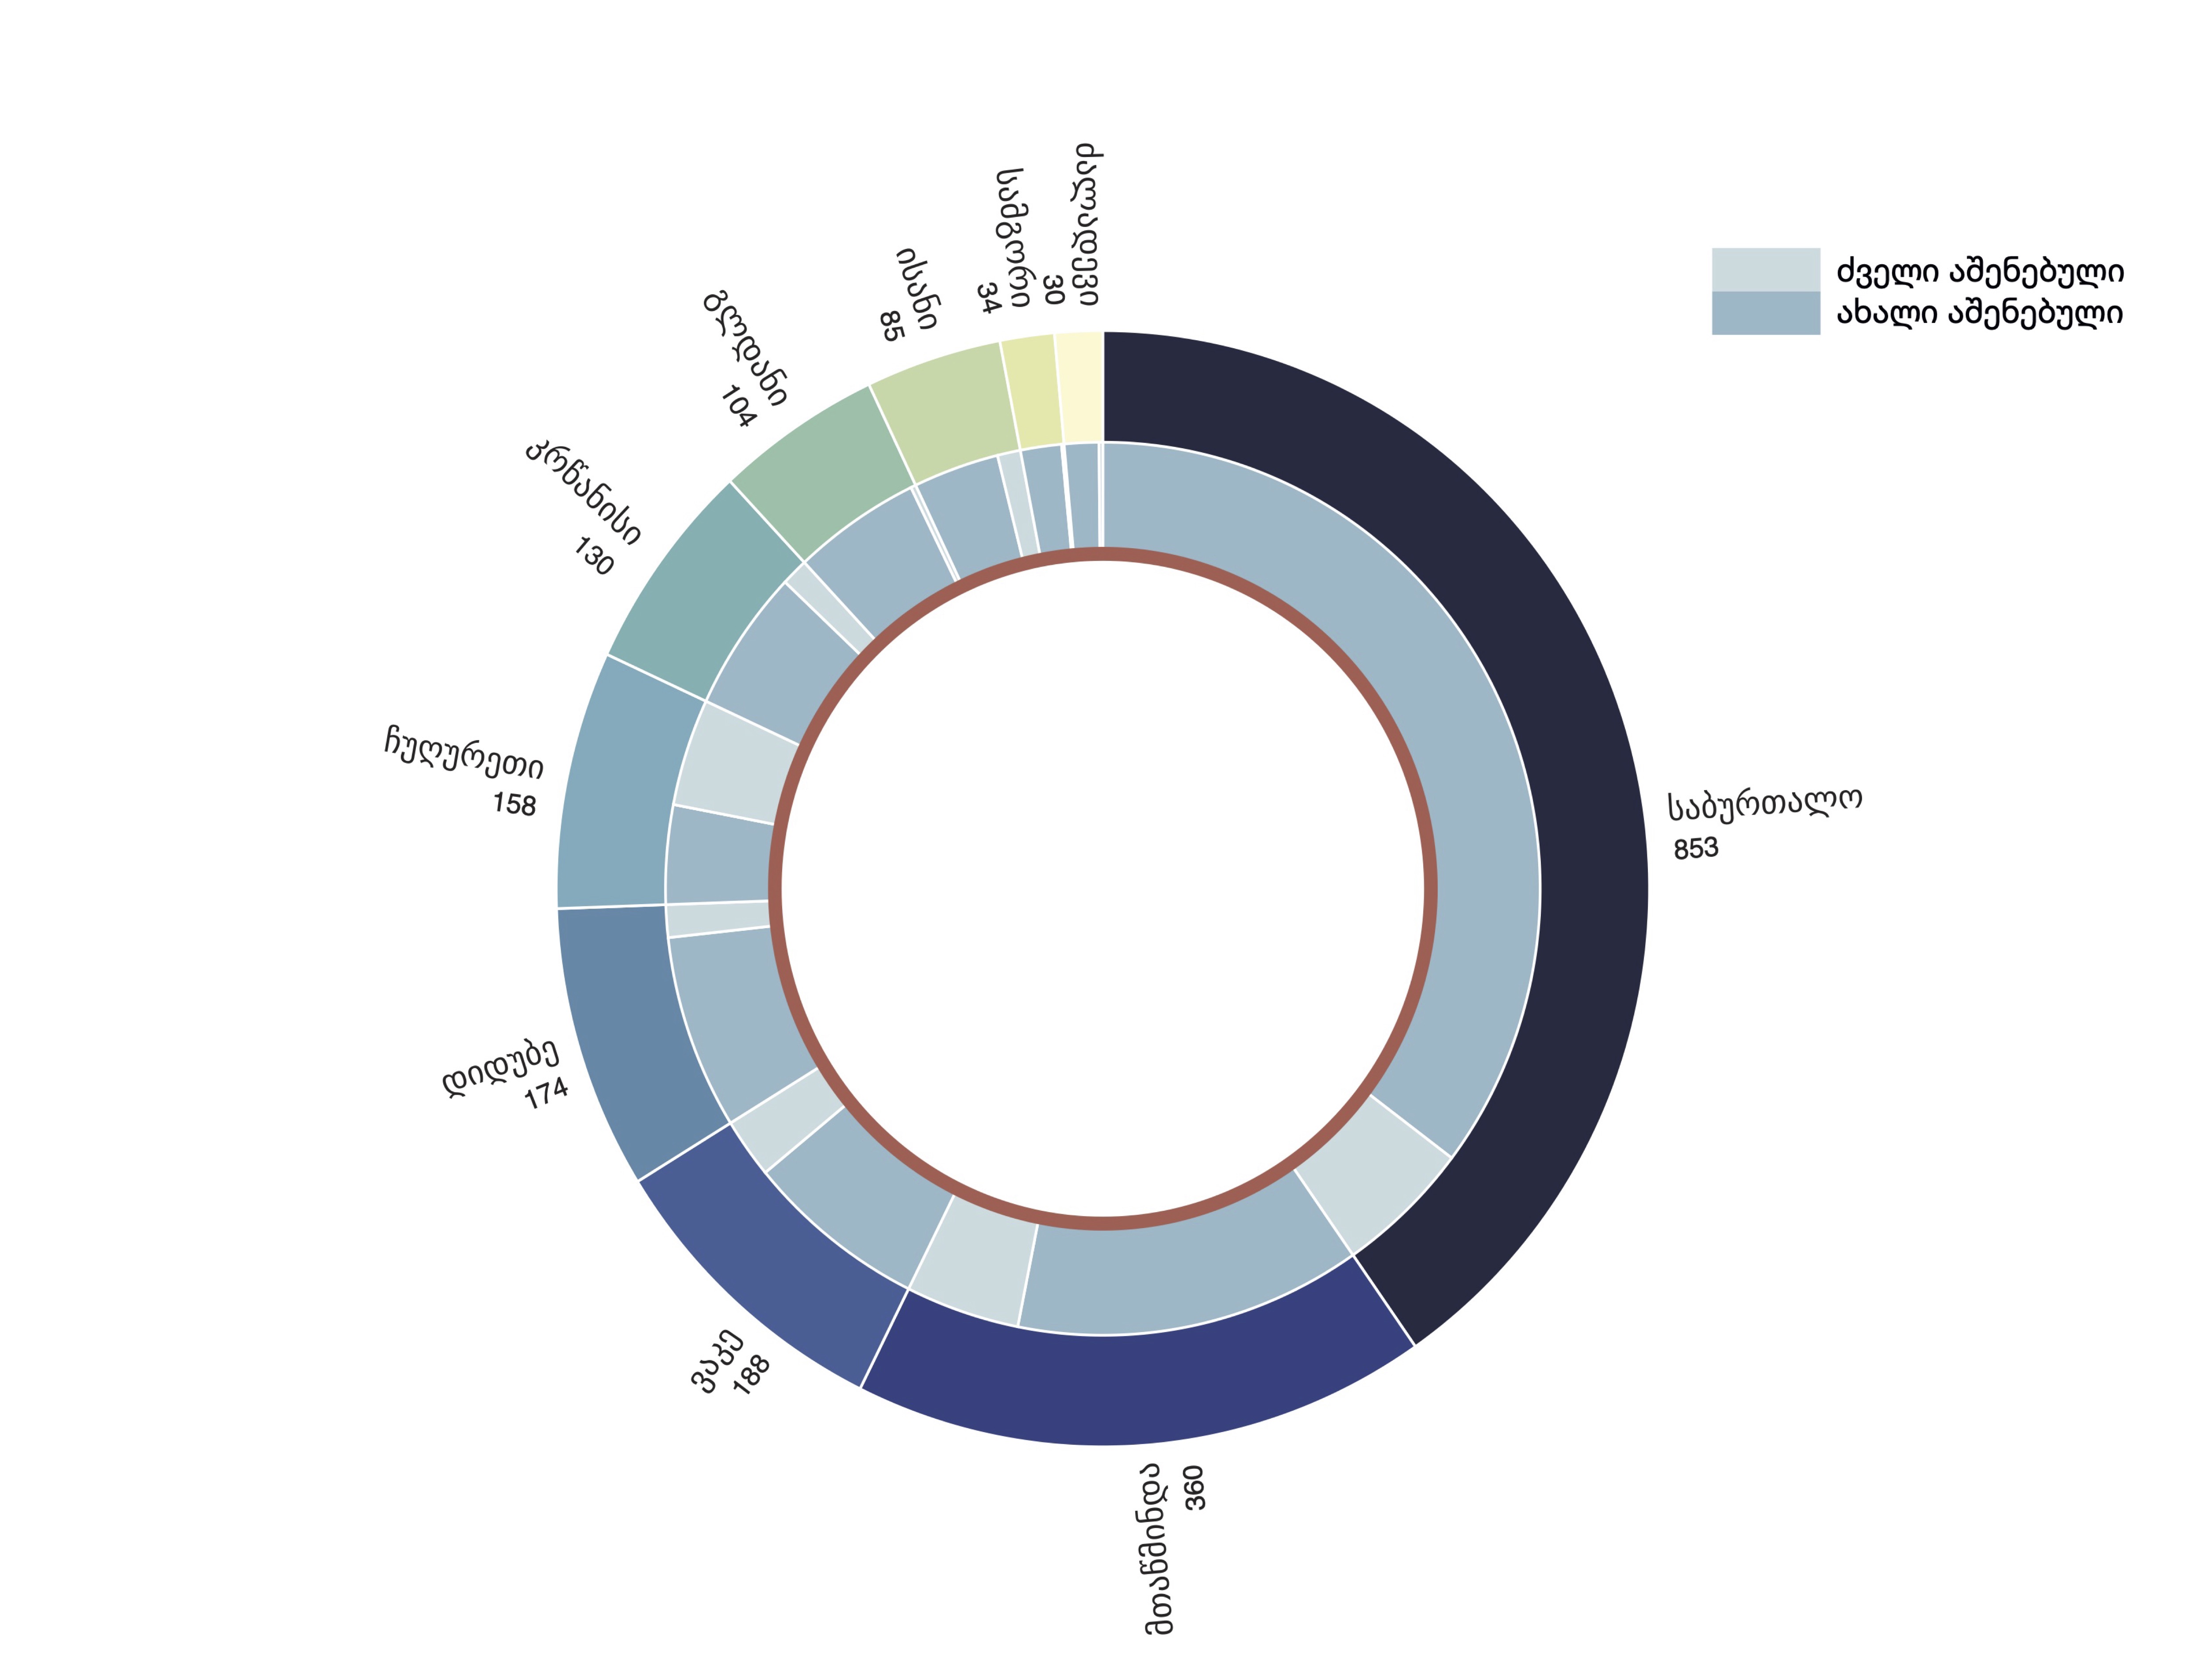 ძველი აშენებული
ახალი აშენებული
საბურთალო
853
მთაწმინდა
360
ვაკე
188
დიდუბე
174
ჩუღურეთი
158
კრწანისი
130
გლდანი
104
ისანი
85
სამგორი
34
ნაძალადევი
30